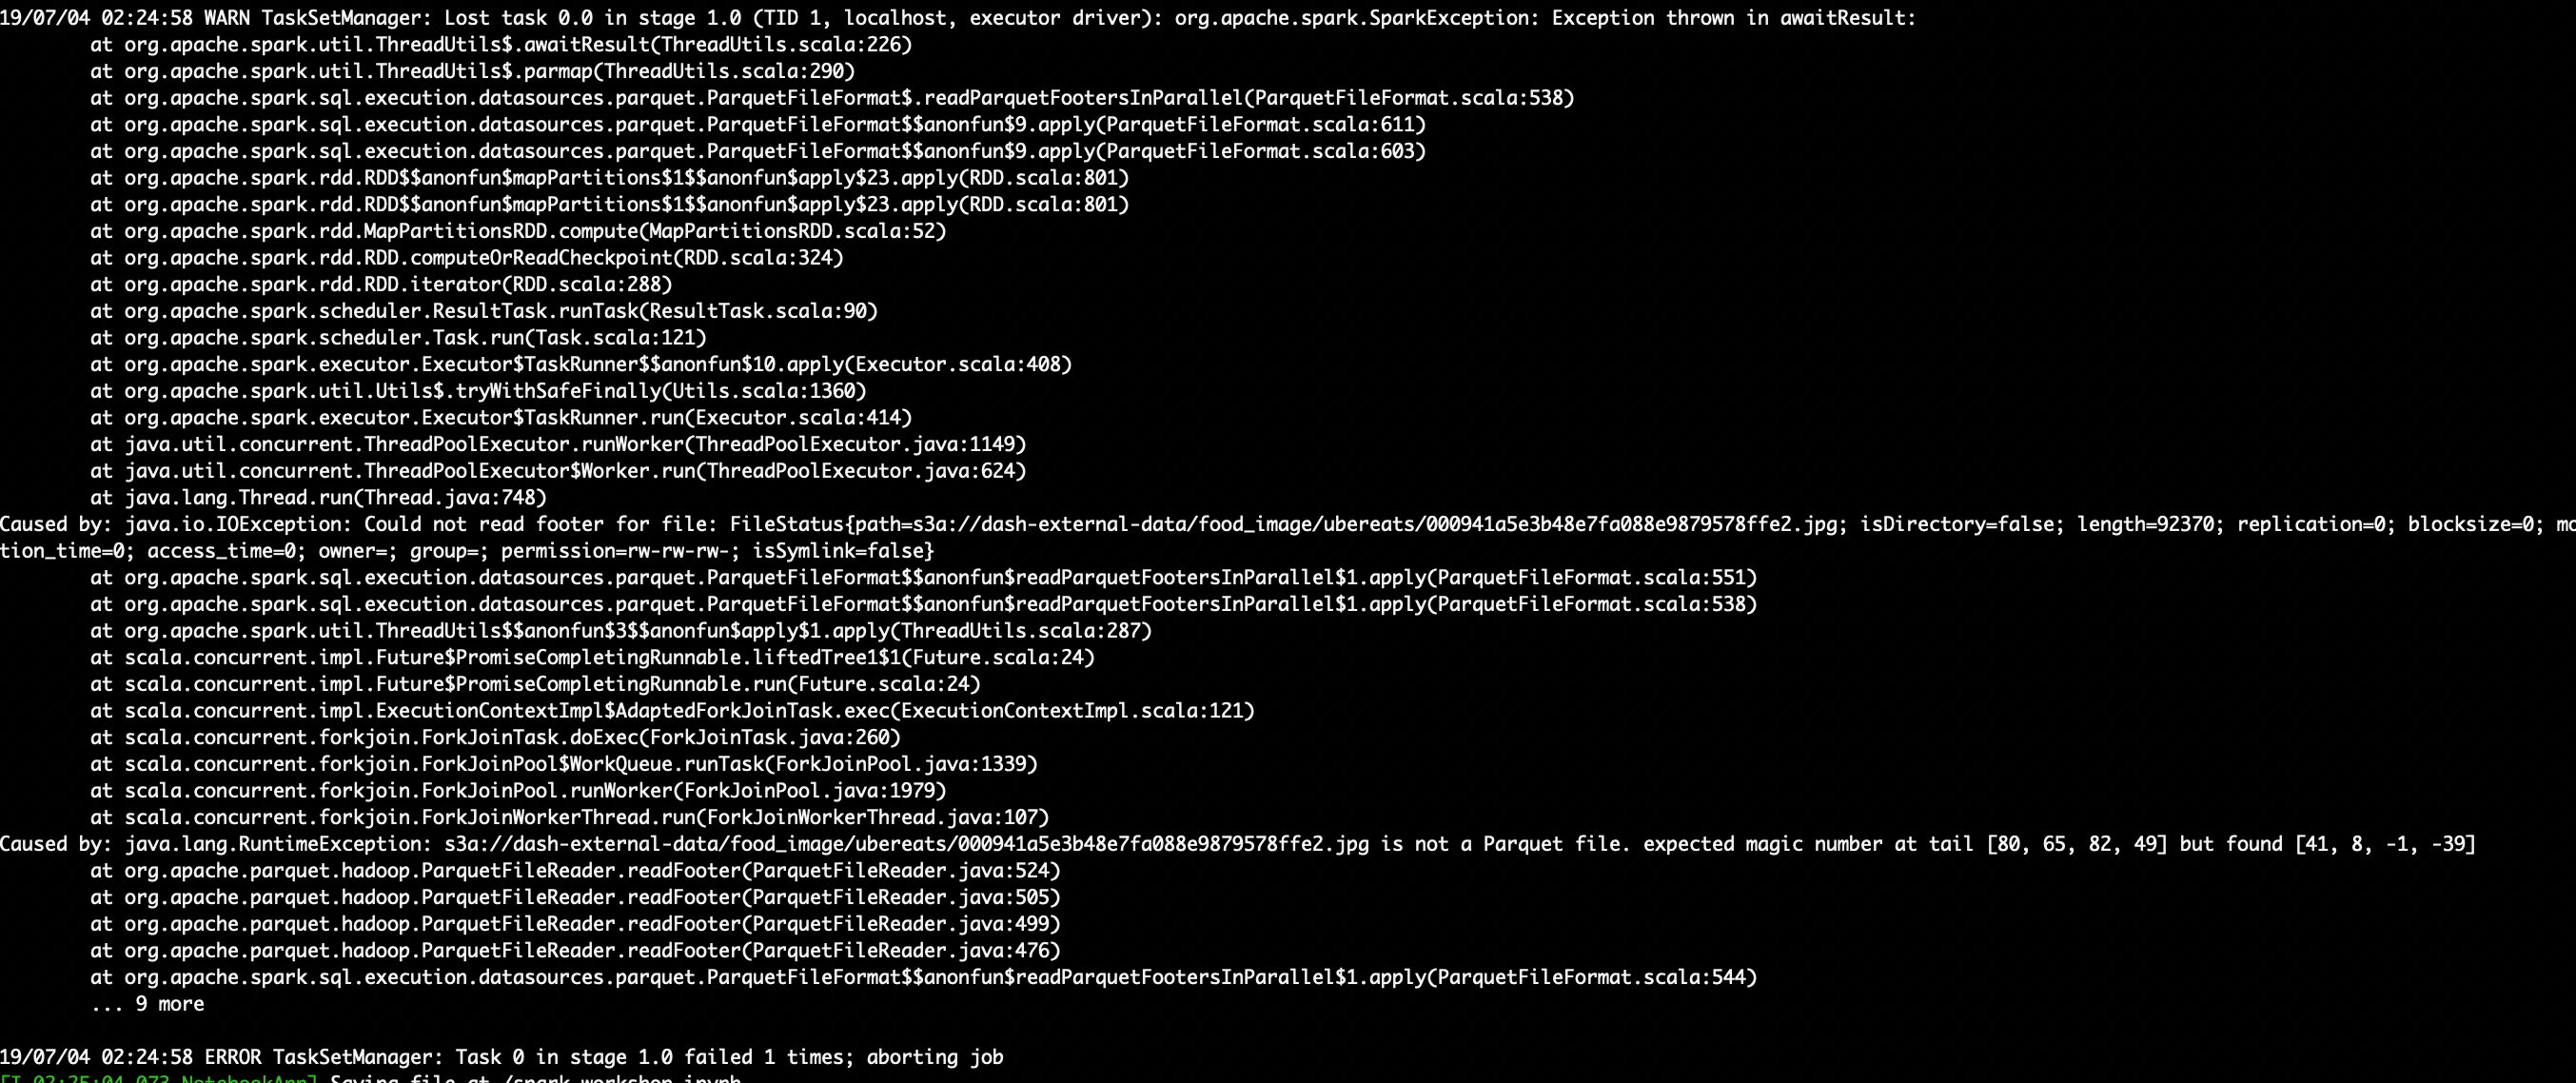 19/07/04 02:24:58 WARN TaskSetManager: Lost task 0.0 in stage 1.0 (TID 1, localhost, executor driver): org.apache.spark.SparkException: Exception thrown in awaitResult:
at org.apache.spark.util.ThreadUtils$.awaitResult(ThreadUtils.scala:226)
at org.apache.spark.util.ThreadUtils$.parmap(ThreadUtils.scala:290)
at org.apache.spark.sql.execution.datasources.parquet.ParquetFileFormat$.readParquetFootersInParallel(ParquetFileFormat.scala:538)
at org.apache.spark.sql.execution.datasources.parquet.ParquetFileFormat$$anonfun$9.apply(ParquetFileFormat.scala:611)
at org.apache.spark.sql.execution.datasources.parquet.ParquetFileFormat$$anonfun$9.apply(ParquetFileFormat.scala:603)
at org.apache.spark.rdd.RDD$$anonfun$mapPartitions$1$$anonfun$apply$23.apply(RDD.scala:801)
at org.apache.spark.rdd.RDD$$anonfun$mapPartitions$1$$anonfun$apply$23.apply(RDD.scala:801)
at org.apache.spark.rdd.MapPartitionsRDD.compute(MapPartitionsRDD.scala:52)
at org.apache.spark.rdd.RDD.computeOrReadCheckpoint(RDD.scala:324)
at org.apache.spark.rdd.RDD.iterator(RDD.scala:288)
at org.apache.spark.scheduler.ResultTask.runTask(ResultTask.scala:90)
at org.apache.spark.scheduler.Task.run(Task.scala:121)
at org.apache.spark.executor.Executor$TaskRunner$$anonfun$10.apply(Executor.scala:408)
at org.apache.spark.util.Utils$.tryWithSafeFinally(Utils.scala:1360)
at org.apache.spark.executor.Executor$TaskRunner.run(Executor.scala:414)
at java.util.concurrent.ThreadPoolExecutor.runWorker(ThreadPoolExecutor.java:1149)
at java.util.concurrent.ThreadPoolExecutor$Worker.run(ThreadPoolExecutor.java:624)
at java.lang.Thread.run(Thread.java:748)
Caused by: java.io.IOException: Could not read footer for file: FileStatus{path=s3a://dash-external-data/food_image/ubereats/000941a5e3b48e7fa088e9879578ffe2.jpg; isDirectory=false; length=92370; replication=0; blocksize=0; mo
tion_time=0; access_time=0; owner=; group=; permission=rw-rw-rw-; isSymlink=false}
at org.apache.spark.sql.execution.datasources.parquet.ParquetFileFormat$$anonfun$readParquetFootersInParallel$1.apply(ParquetFileFormat.scala:551)
at org.apache.spark.sql.execution.datasources.parquet.ParquetFileFormat$$anonfun$readParquetFootersInParallel$1.apply(ParquetFileFormat.scala:538)
at org.apache.spark.util.ThreadUtils$$anonfun$3$$anonfun$apply$1.apply(ThreadUtils.scala:287)
at scala.concurrent.impl.Future$PromiseCompletingRunnable.liftedTree1$1(Future.scala:24)
at scala.concurrent.impl.Future$PromiseCompletingRunnable.run(Future.scala:24)
at scala.concurrent.impl.ExecutionContextImpl$AdaptedForkJoinTask.exec(ExecutionContextImpl.scala:121)
at scala.concurrent.forkjoin.ForkJoinTask.doExec(ForkJoinTask.java:260)
at scala.concurrent.forkjoin.ForkJoinPool$WorkQueue.runTask(ForkJoinPool.java:1339)
at scala.concurrent.forkjoin.ForkJoinPool.runWorker(ForkJoinPool.java:1979)
at scala.concurrent.forkjoin.ForkJoinWorkerThread.run(ForkJoinWorkerThread.java:107)
Caused by: java.lang.RuntimeException: s3a://dash-external-data/food_image/ubereats/000941a5e3b48e7fa088e9879578ffe2.jpg is not a Parquet file. expected magic number at tail [80, 65, 82, 49] but found [41, 8, -1, -39]
at org.apache.parquet.hadoop.ParquetFileReader.readFooter(ParquetFileReader.java:524)
at org.apache.parquet.hadoop.ParquetFileReader.readFooter(ParquetFileReader.java:505)
at org.apache.parquet.hadoop.ParquetFileReader.readFooter(ParquetFileReader.java:499)
at org.apache.parquet.hadoop.ParquetFileReader.readFooter(ParquetFileReader.java:476)
at org.apache.spark.sql.execution.datasources.parquet.ParquetFileFormat$$anonfun$readParquetFootersInParallel$1.apply(ParquetFileFormat.scala:544)
... 9 more
19/07/04 02:24:58 ERROR TaskSetManager: Task 0 in stage 1.0 failed 1 times; aborting job
[I 02:25:04.073 NotebookApp] Saving file at /spark_workshop.ipynb